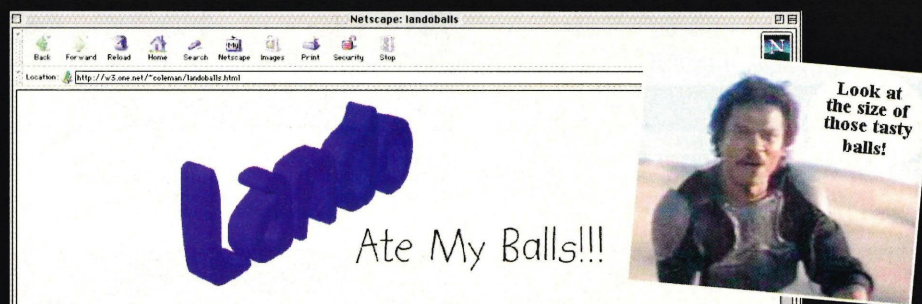 Netscape: landoballs
Back Forward Reload Home Search Netscape Images Print Security Stop
Location: http://w3.one.net/~coleman/landoballs.html
N
Lando
Ate My Balls!!!
Look at
the size of
those tasty
balls!